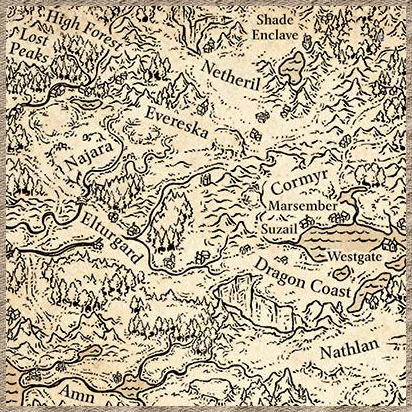 High Forest
Lost
Peaks
Shade
Enclave
Netheril
Evereska
Najara
Cormyr
Marsember
Elturgard
Suzail
Westgate
Dragon Coast
Nathlan
Amn